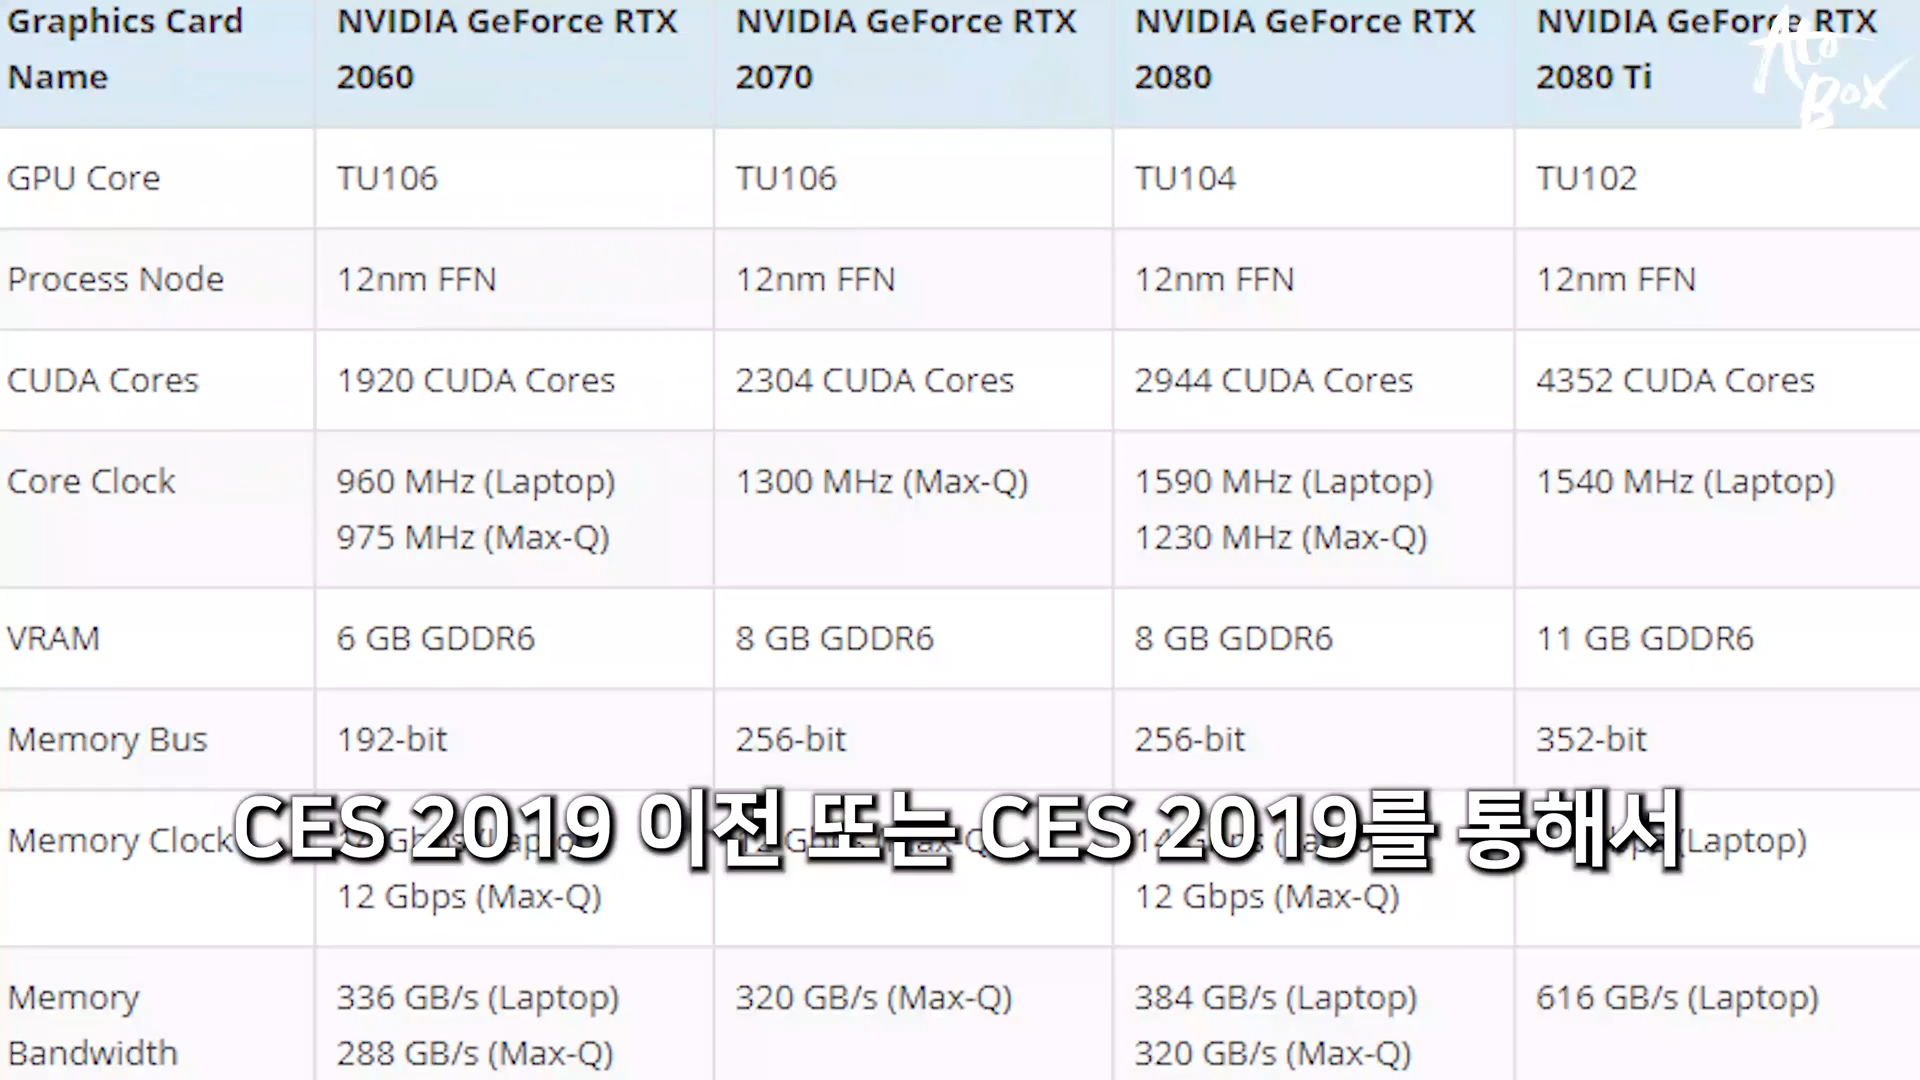 Graphics Card Name
NVIDIA GeForce RTX 2060
NVIDIA GeForce RTX 2070
NVIDIA GeForce RTX 2080
NVIDIA GeForce RTX 2080 Ti
Ato
Box
GPU Core
TU106
TU106
TU104
TU102
Process Node
12nm FFN
12nm FFN
12nm FFN
12nm FFN
CUDA Cores
1920 CUDA Cores
2304 CUDA Cores
2944 CUDA Cores
4352 CUDA Cores
Core Clock
960 MHz (Laptop)
975 MHz (Max-Q)
1300 MHz (Max-Q)
1590 MHz (Laptop)
1230 MHz (Max-Q)
1540 MHz (Laptop)
VRAM
6 GB GDDR6
8 GB GDDR6
8 GB GDDR6
11 GB GDDR6
Memory Bus
192-bit
256-bit
256-bit
352-bit
Memory Clock
12 Gbps (Max-Q)
12 Gbps (Max-Q)
(Laptop)
CES 2019 이전 또는 CES 2019를 통해서
Memory Bandwidth
336 GB/s (Laptop)
288 GB/s (Max-Q)
320 GB/s (Max-Q)
384 GB/s (Laptop)
320 GB/s (Max-Q)
616 GB/s (Laptop)